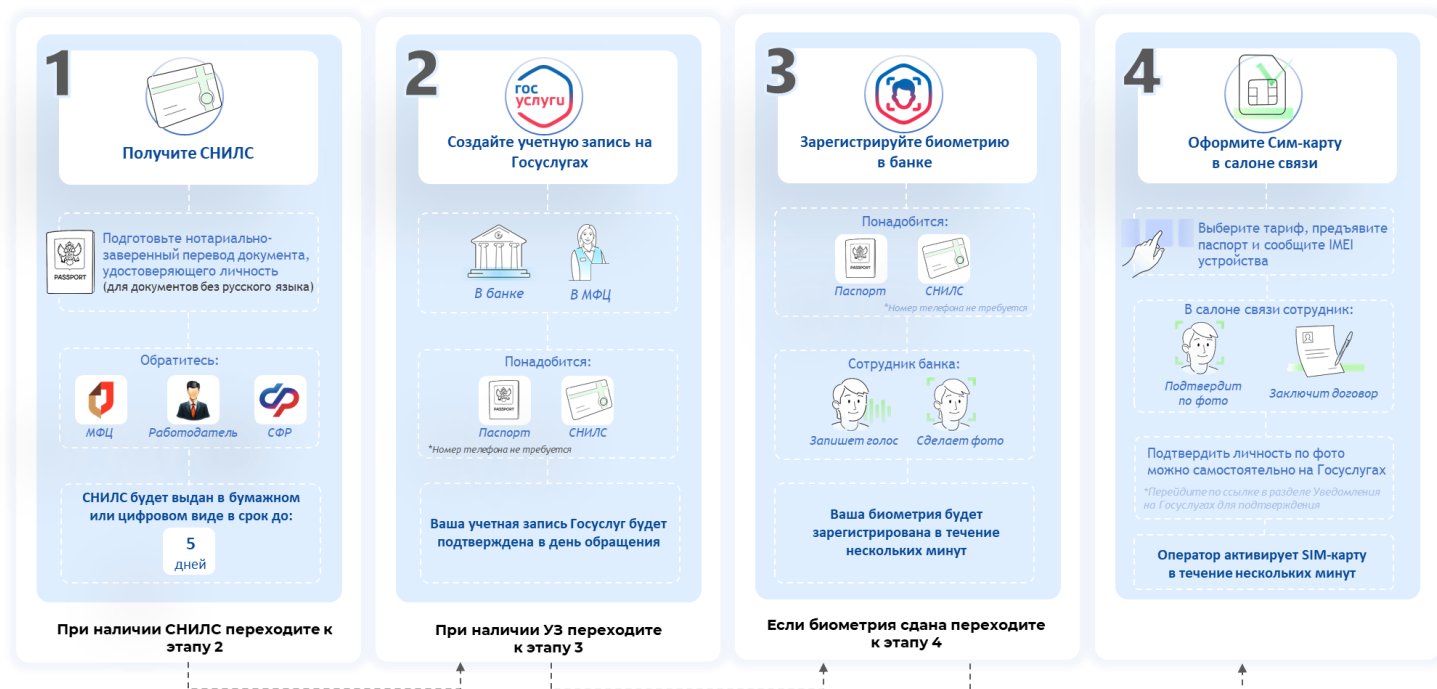 1
Получите СНИЛС
PASSPORT
Подготовьте нотариально-
заверенный перевод документа,
удостоверяющего личность
(для документов без русского языка)
Обратитесь:
МФЦ
Работодатель
СФР
СНИЛС будет выдан в бумажном
или цифровом виде в срок до:
5
дней
При наличии СНИЛС переходите к
этапу 2
2
гос
услуги
Создайте учетную запись на
Госуслугах
В банке
В МФЦ
Понадобится:
PASSPORT
Паспорт
СНИЛС
*Номер телефона не требуется
Ваша учетная запись Госуслуг будет
подтверждена в день обращения
При наличии УЗ переходите
к этапу 3
3
Зарегистрируйте биометрию
в банке
Понадобится:
PASSPORT
Паспорт
СНИЛС
*Номер телефона не требуется
Сотрудник банка:
Запишет голос
Сделает фото
Ваша биометрия будет
зарегистрирована в течение
нескольких минут
Если биометрия сдана переходите
к этапу 4
4
Оформите Сим-карту
в салоне связи
Выберите тариф, предъявите
паспорт и сообщите IMEI
устройства
В салоне связи сотрудник:
Подтвердит
по фото
Заключит договор
Подтвердить личность по фото
можно самостоятельно на Госуслугах
*Перейдите по ссылке в разделе Уведомления
на Госуслугах для подтверждения
Оператор активирует SIM-карту
в течение нескольких минут